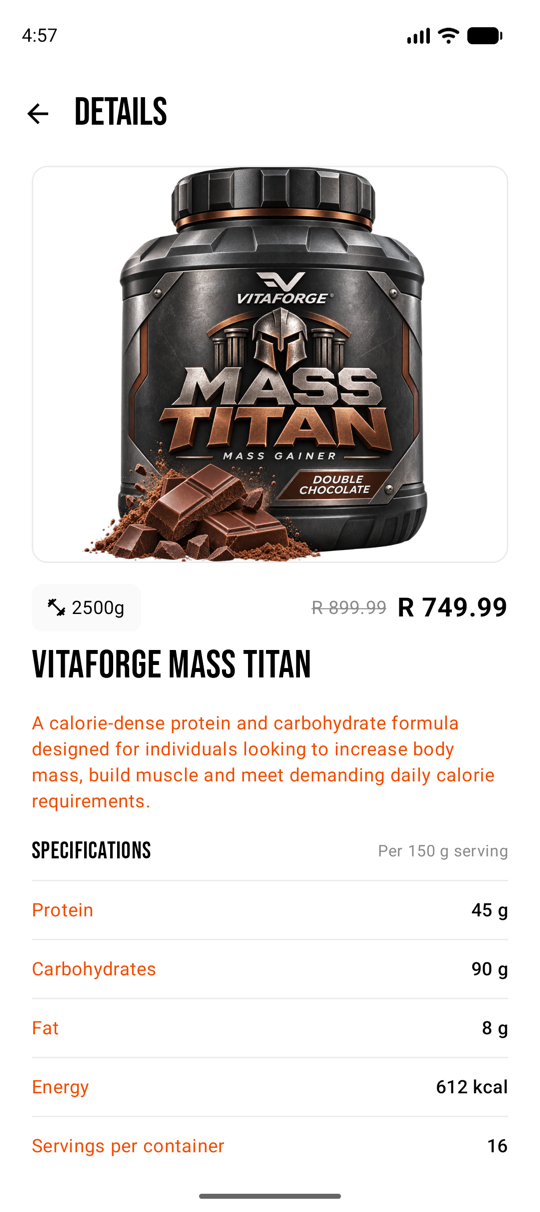 4:57
DETAILS
VITAFORGE®
MASS
TITAN
MASS GAINER
DOUBLE
CHOCOLATE
2500g
R 899.99 R 749.99
VITAFORGE MASS TITAN
A calorie-dense protein and carbohydrate formula
designed for individuals looking to increase body
mass, build muscle and meet demanding daily calorie
requirements.
SPECIFICATIONS Per 150 g serving
Protein 45 g
Carbohydrates 90 g
Fat 8 g
Energy 612 kcal
Servings per container 16